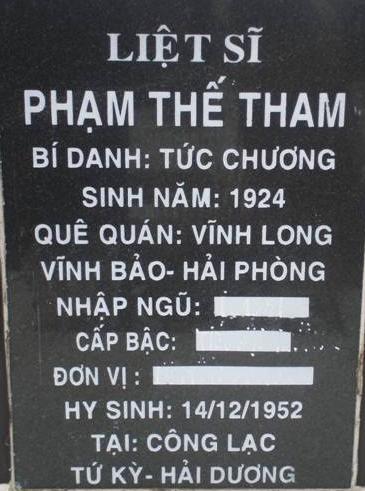 LIỆT SĨ
PHẠM THẾ THAM
BÍ DANH: TỨC CHƯƠNG
SINH NĂM: 1924
QUÊ QUÁN: VĨNH LONG
VĨNH BẢO- HẢI PHÒNG
NHẬP NGŨ:
CẤP BẬC:
ĐƠN VỊ :
HY SINH: 14/12/1952
TẠI: CÔNG LẠC
TỨ KỲ- HẢI DƯƠNG